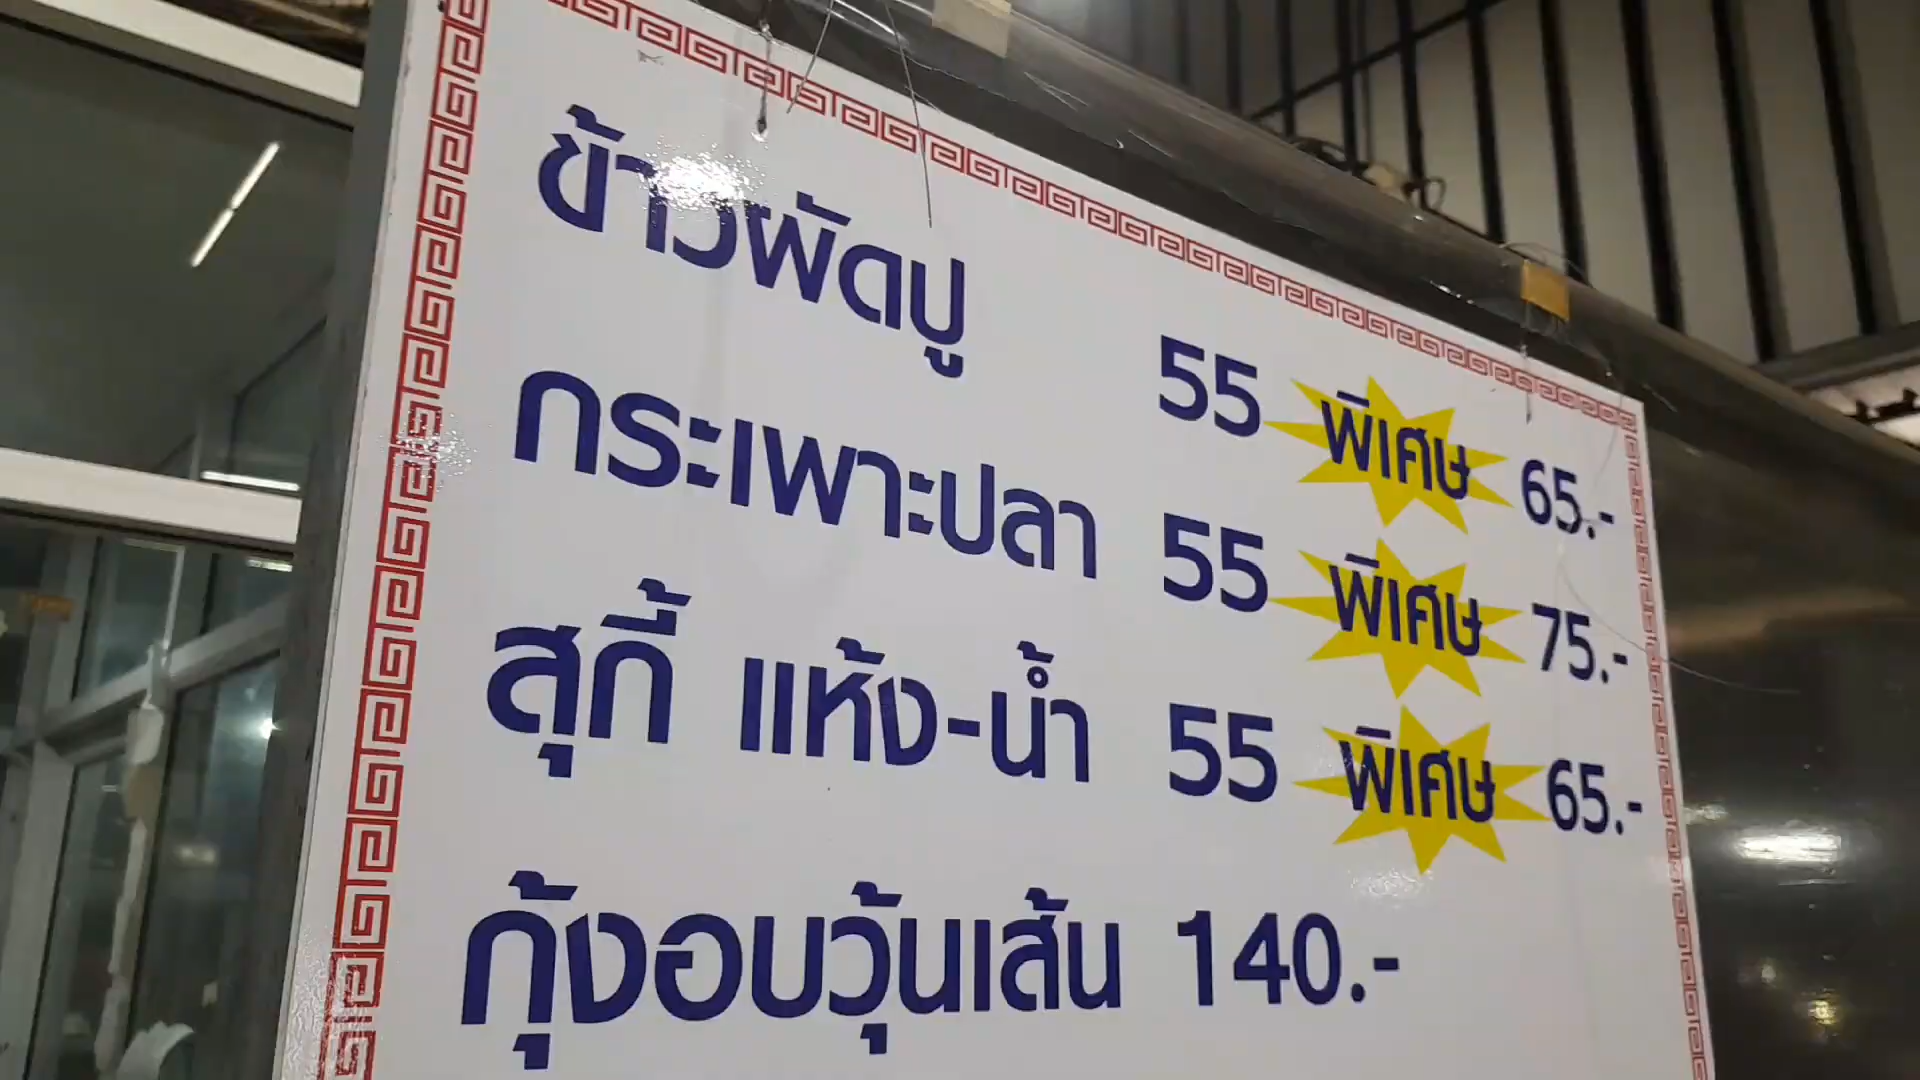 ข้าวผัดปู 55 พิเศษ 65.-
กระเพาะปลา 55 พิเศษ 75.-
สุกี้ แห้ง-น้ำ 55 พิเศษ 65.-
กุ้งอบวุ้นเส้น 140.-